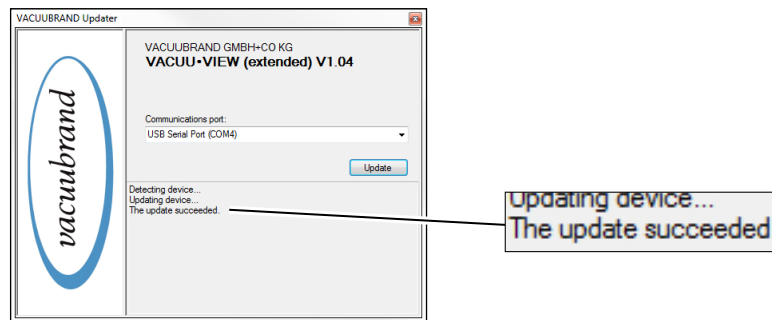 VACUUBRAND Updater
vacuubrand
VACUUBRAND GMBH+CO KG
VACUU•VIEW (extended) V1.04
Communications port:
USB Serial Port (COM4)
Update
Detecting device...
Updating device...
The update succeeded.
Updating device...
The update succeeded